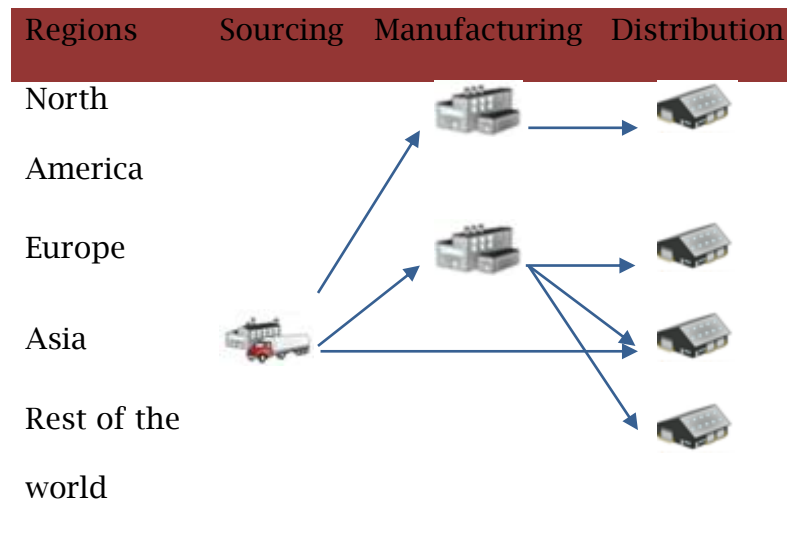 Regions Sourcing Manufacturing Distribution
North
America
Europe
Asia
Rest of the
world